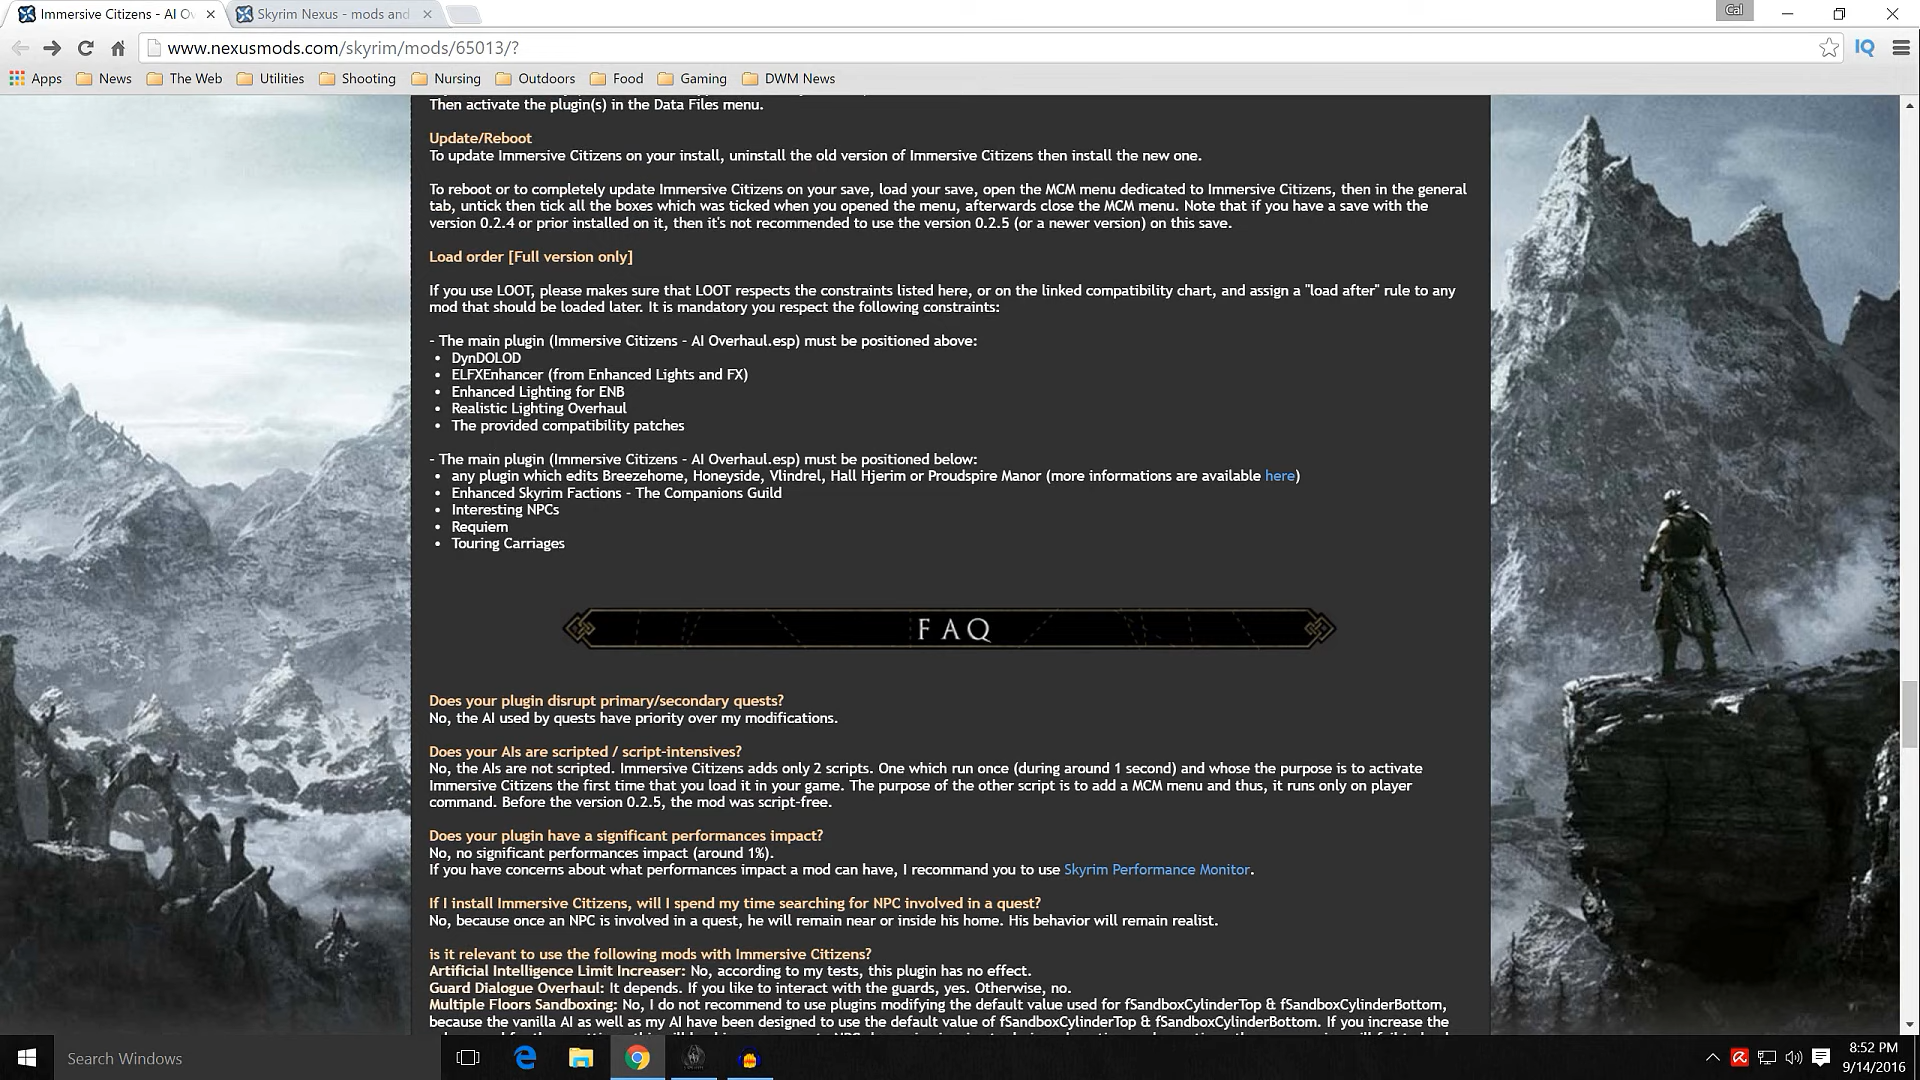 Immersive Citizens - AI Ov
Skyrim Nexus - mods and
Cal
www.nexusmods.com/skyrim/mods/65013/?
IQ
Apps News The Web Utilities Shooting Nursing Outdoors Food Gaming DWM News
Then activate the plugin(s) in the Data Files menu.
Update/Reboot
To update Immersive Citizens on your install, uninstall the old version of Immersive Citizens then install the new one.
To reboot or to completely update Immersive Citizens on your save, load your save, open the MCM menu dedicated to Immersive Citizens, then in the general
tab, untick then tick all the boxes which was ticked when you opened the menu, afterwards close the MCM menu. Note that if you have a save with the
version 0.2.4 or prior installed on it, then it's not recommended to use the version 0.2.5 (or a newer version) on this save.
Load order [Full version only]
If you use LOOT, please makes sure that LOOT respects the constraints listed here, or on the linked compatibility chart, and assign a "load after" rule to any
mod that should be loaded later. It is mandatory you respect the following constraints:
- The main plugin (Immersive Citizens - AI Overhaul.esp) must be positioned above:
• DynDOLOD
• ELFXEnhancer (from Enhanced Lights and FX)
• Enhanced Lighting for ENB
• Realistic Lighting Overhaul
• The provided compatibility patches
- The main plugin (Immersive Citizens - AI Overhaul.esp) must be positioned below:
• any plugin which edits Breezehome, Honeyside, Vlindrel, Hall Hjerim or Proudspire Manor (more informations are available here)
• Enhanced Skyrim Factions - The Companions Guild
• Interesting NPCs
• Requiem
• Touring Carriages
FAQ
Does your plugin disrupt primary/secondary quests?
No, the AI used by quests have priority over my modifications.
Does your AIs are scripted / script-intensives?
No, the AIs are not scripted. Immersive Citizens adds only 2 scripts. One which run once (during around 1 second) and whose the purpose is to activate
Immersive Citizens the first time that you load it in your game. The purpose of the other script is to add a MCM menu and thus, it runs only on player
command. Before the version 0.2.5, the mod was script-free.
Does your plugin have a significant performances impact?
No, no significant performances impact (around 1%).
If you have concerns about what performances impact a mod can have, I recommand you to use Skyrim Performance Monitor.
If I install Immersive Citizens, will I spend my time searching for NPC involved in a quest?
No, because once an NPC is involved in a quest, he will remain near or inside his home. His behavior will remain realist.
is it relevant to use the following mods with Immersive Citizens?
Artificial Intelligence Limit Increaser: No, according to my tests, this plugin has no effect.
Guard Dialogue Overhaul: It depends. If you like to interact with the guards, yes. Otherwise, no.
Multiple Floors Sandboxing: No, I do not recommend to use plugins modifying the default value used for fSandboxCylinderTop & fSandboxCylinderBottom,
because the vanilla AI as well as my AI have been designed to use the default value of fSandboxCylinderTop & fSandboxCylinderBottom. If you increase the
Search Windows
8:52 PM
9/14/2016